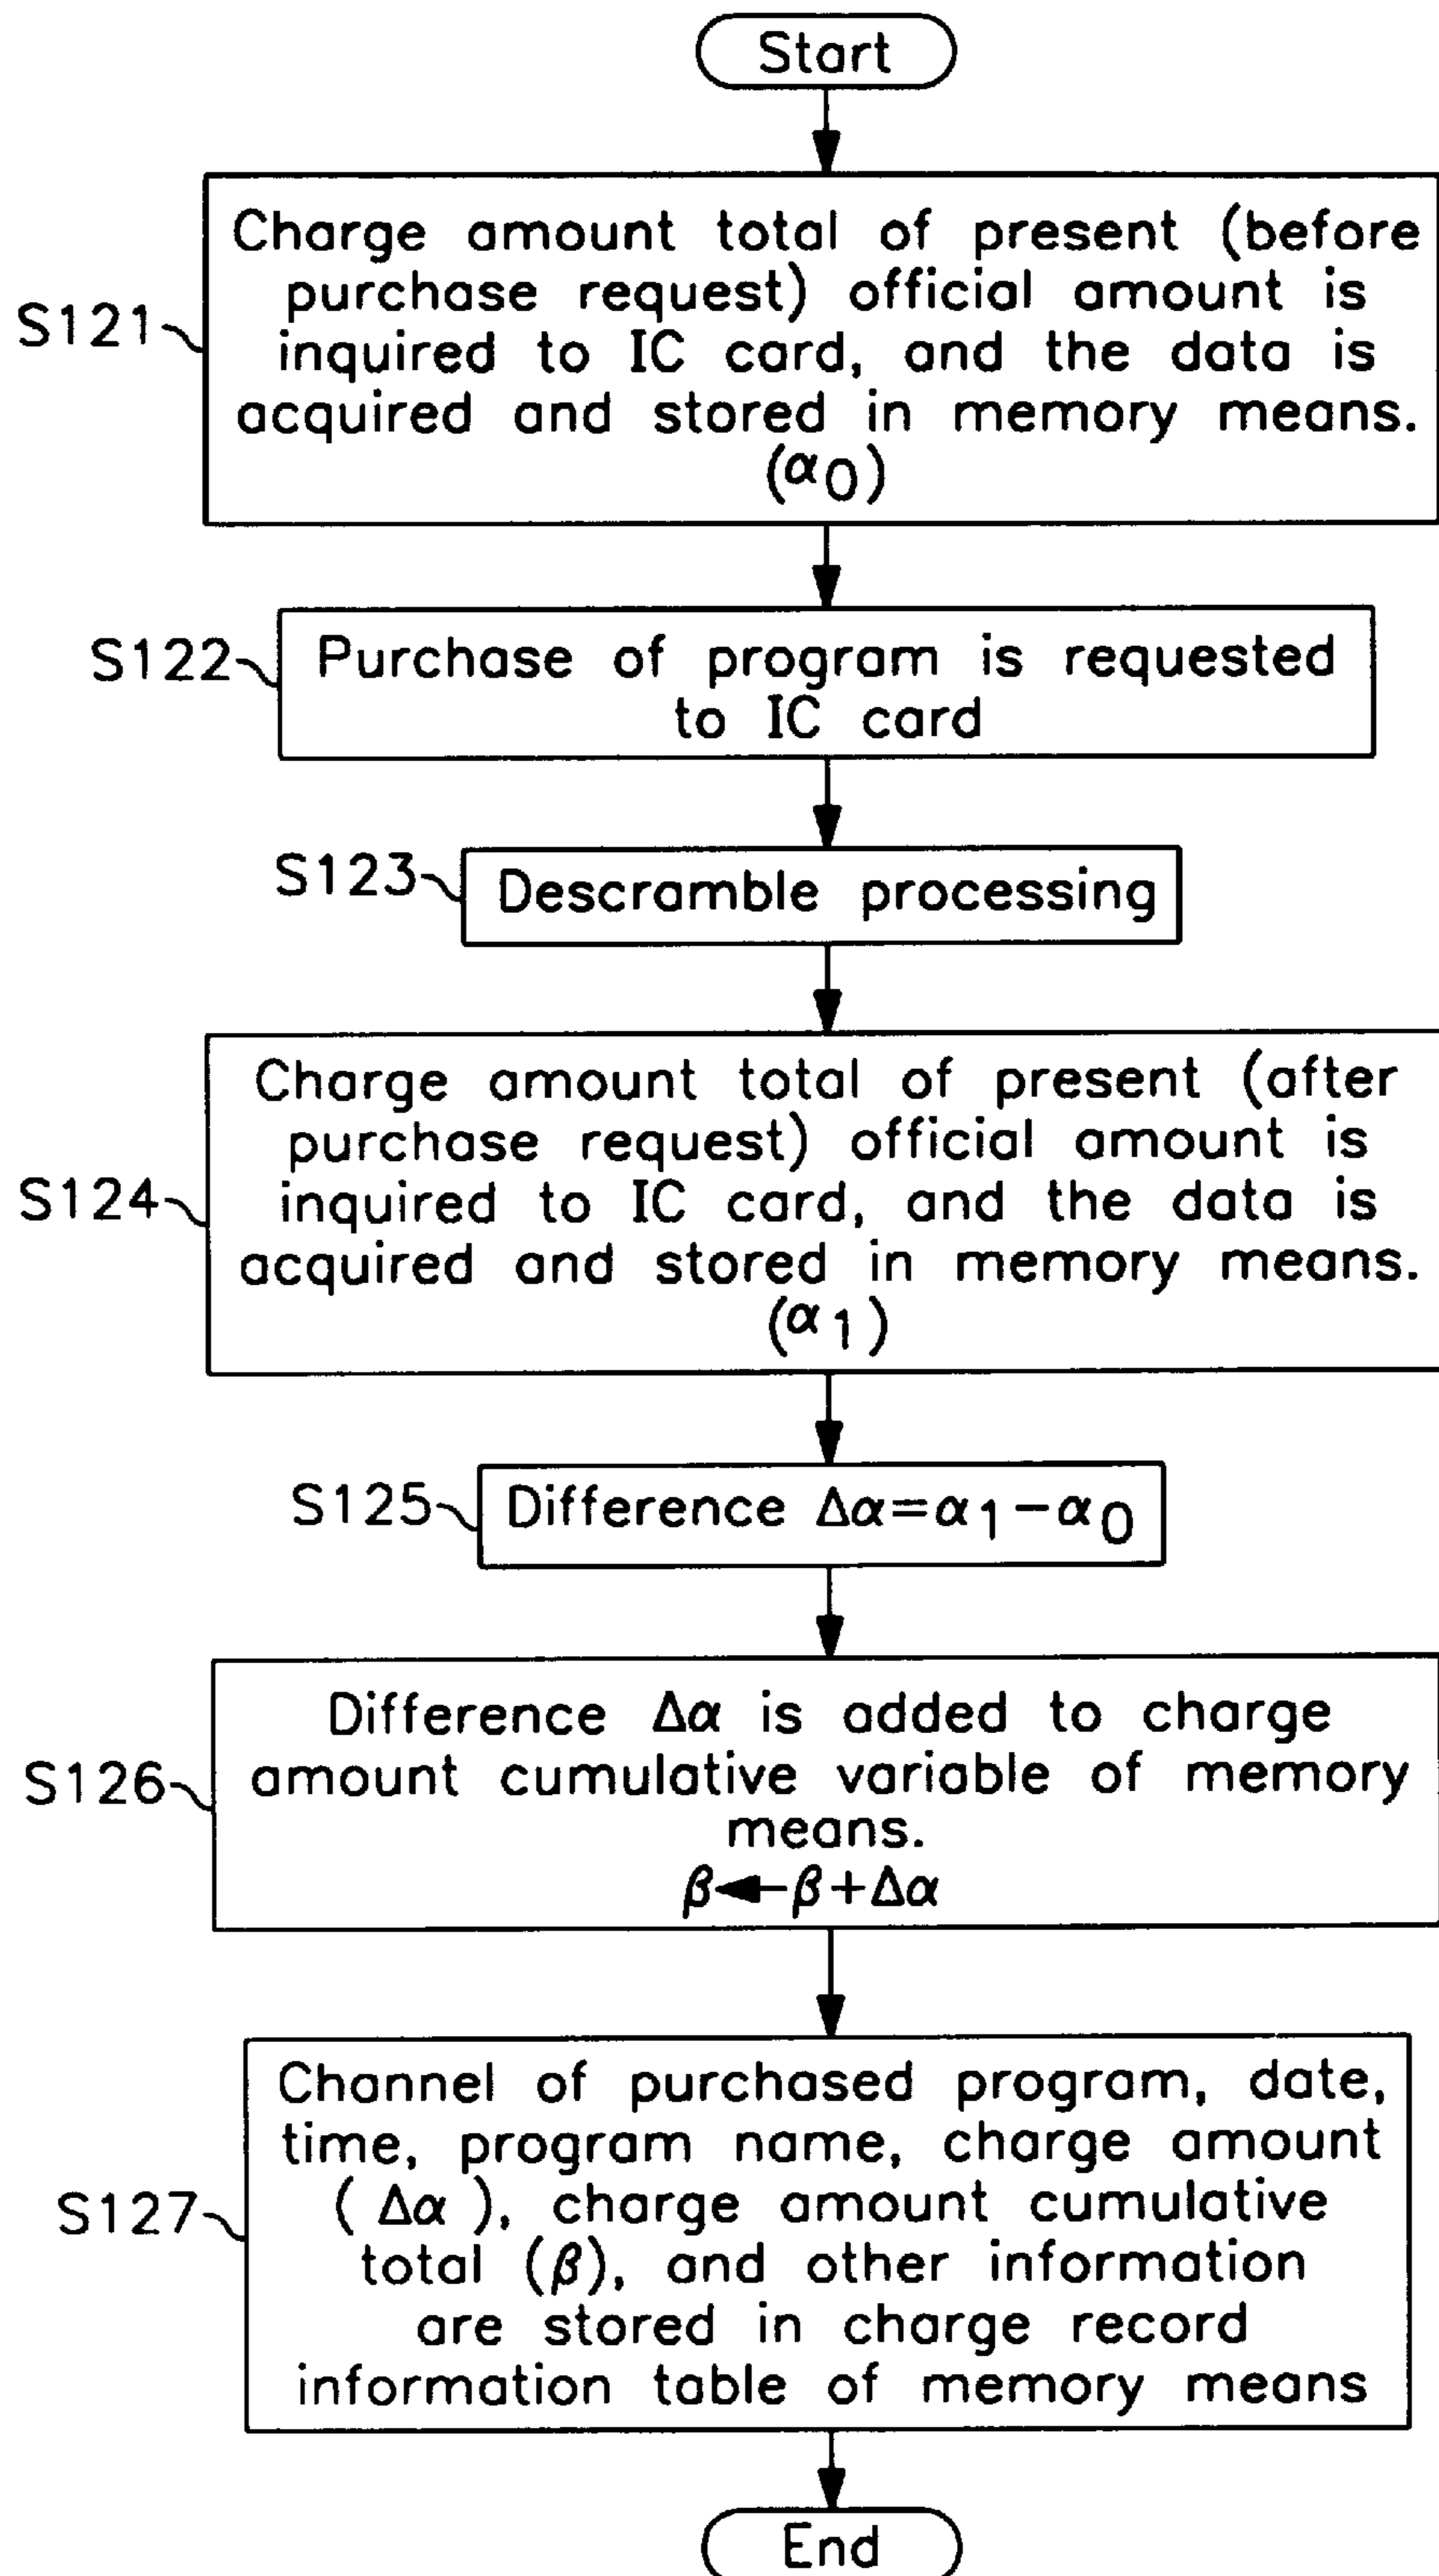 Start
S121
Charge amount total of present (before
purchase request) official amount is
inquired to IC card, and the data is
acquired and stored in memory means.
(α0)
S122
Purchase of program is requested
to IC card
S123
Descramble processing
S124
Charge amount total of present (after
purchase request) official amount is
inquired to IC card, and the data is
acquired and stored in memory means.
(α1)
S125
Difference Δα=α1−α0
S126
Difference Δα is added to charge
amount cumulative variable of memory
means.
β←β+Δα
S127
Channel of purchased program, date,
time, program name, charge amount
(Δα), charge amount cumulative
total (β), and other information
are stored in charge record
information table of memory means
End